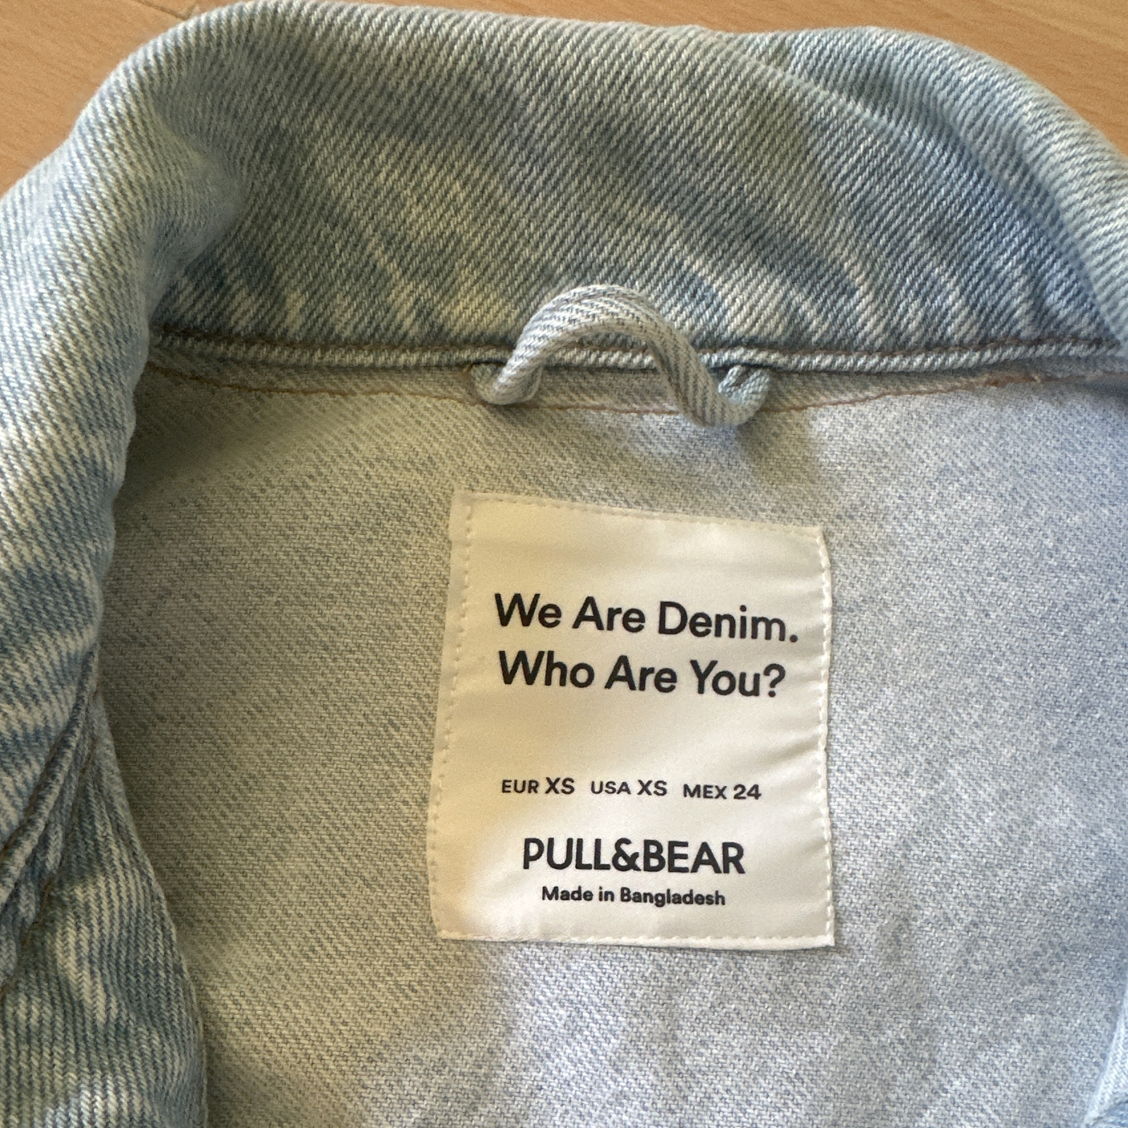 We Are Denim.
Who Are You?
EUR XS USA XS MEX 24
PULL&BEAR
Made in Bangladesh